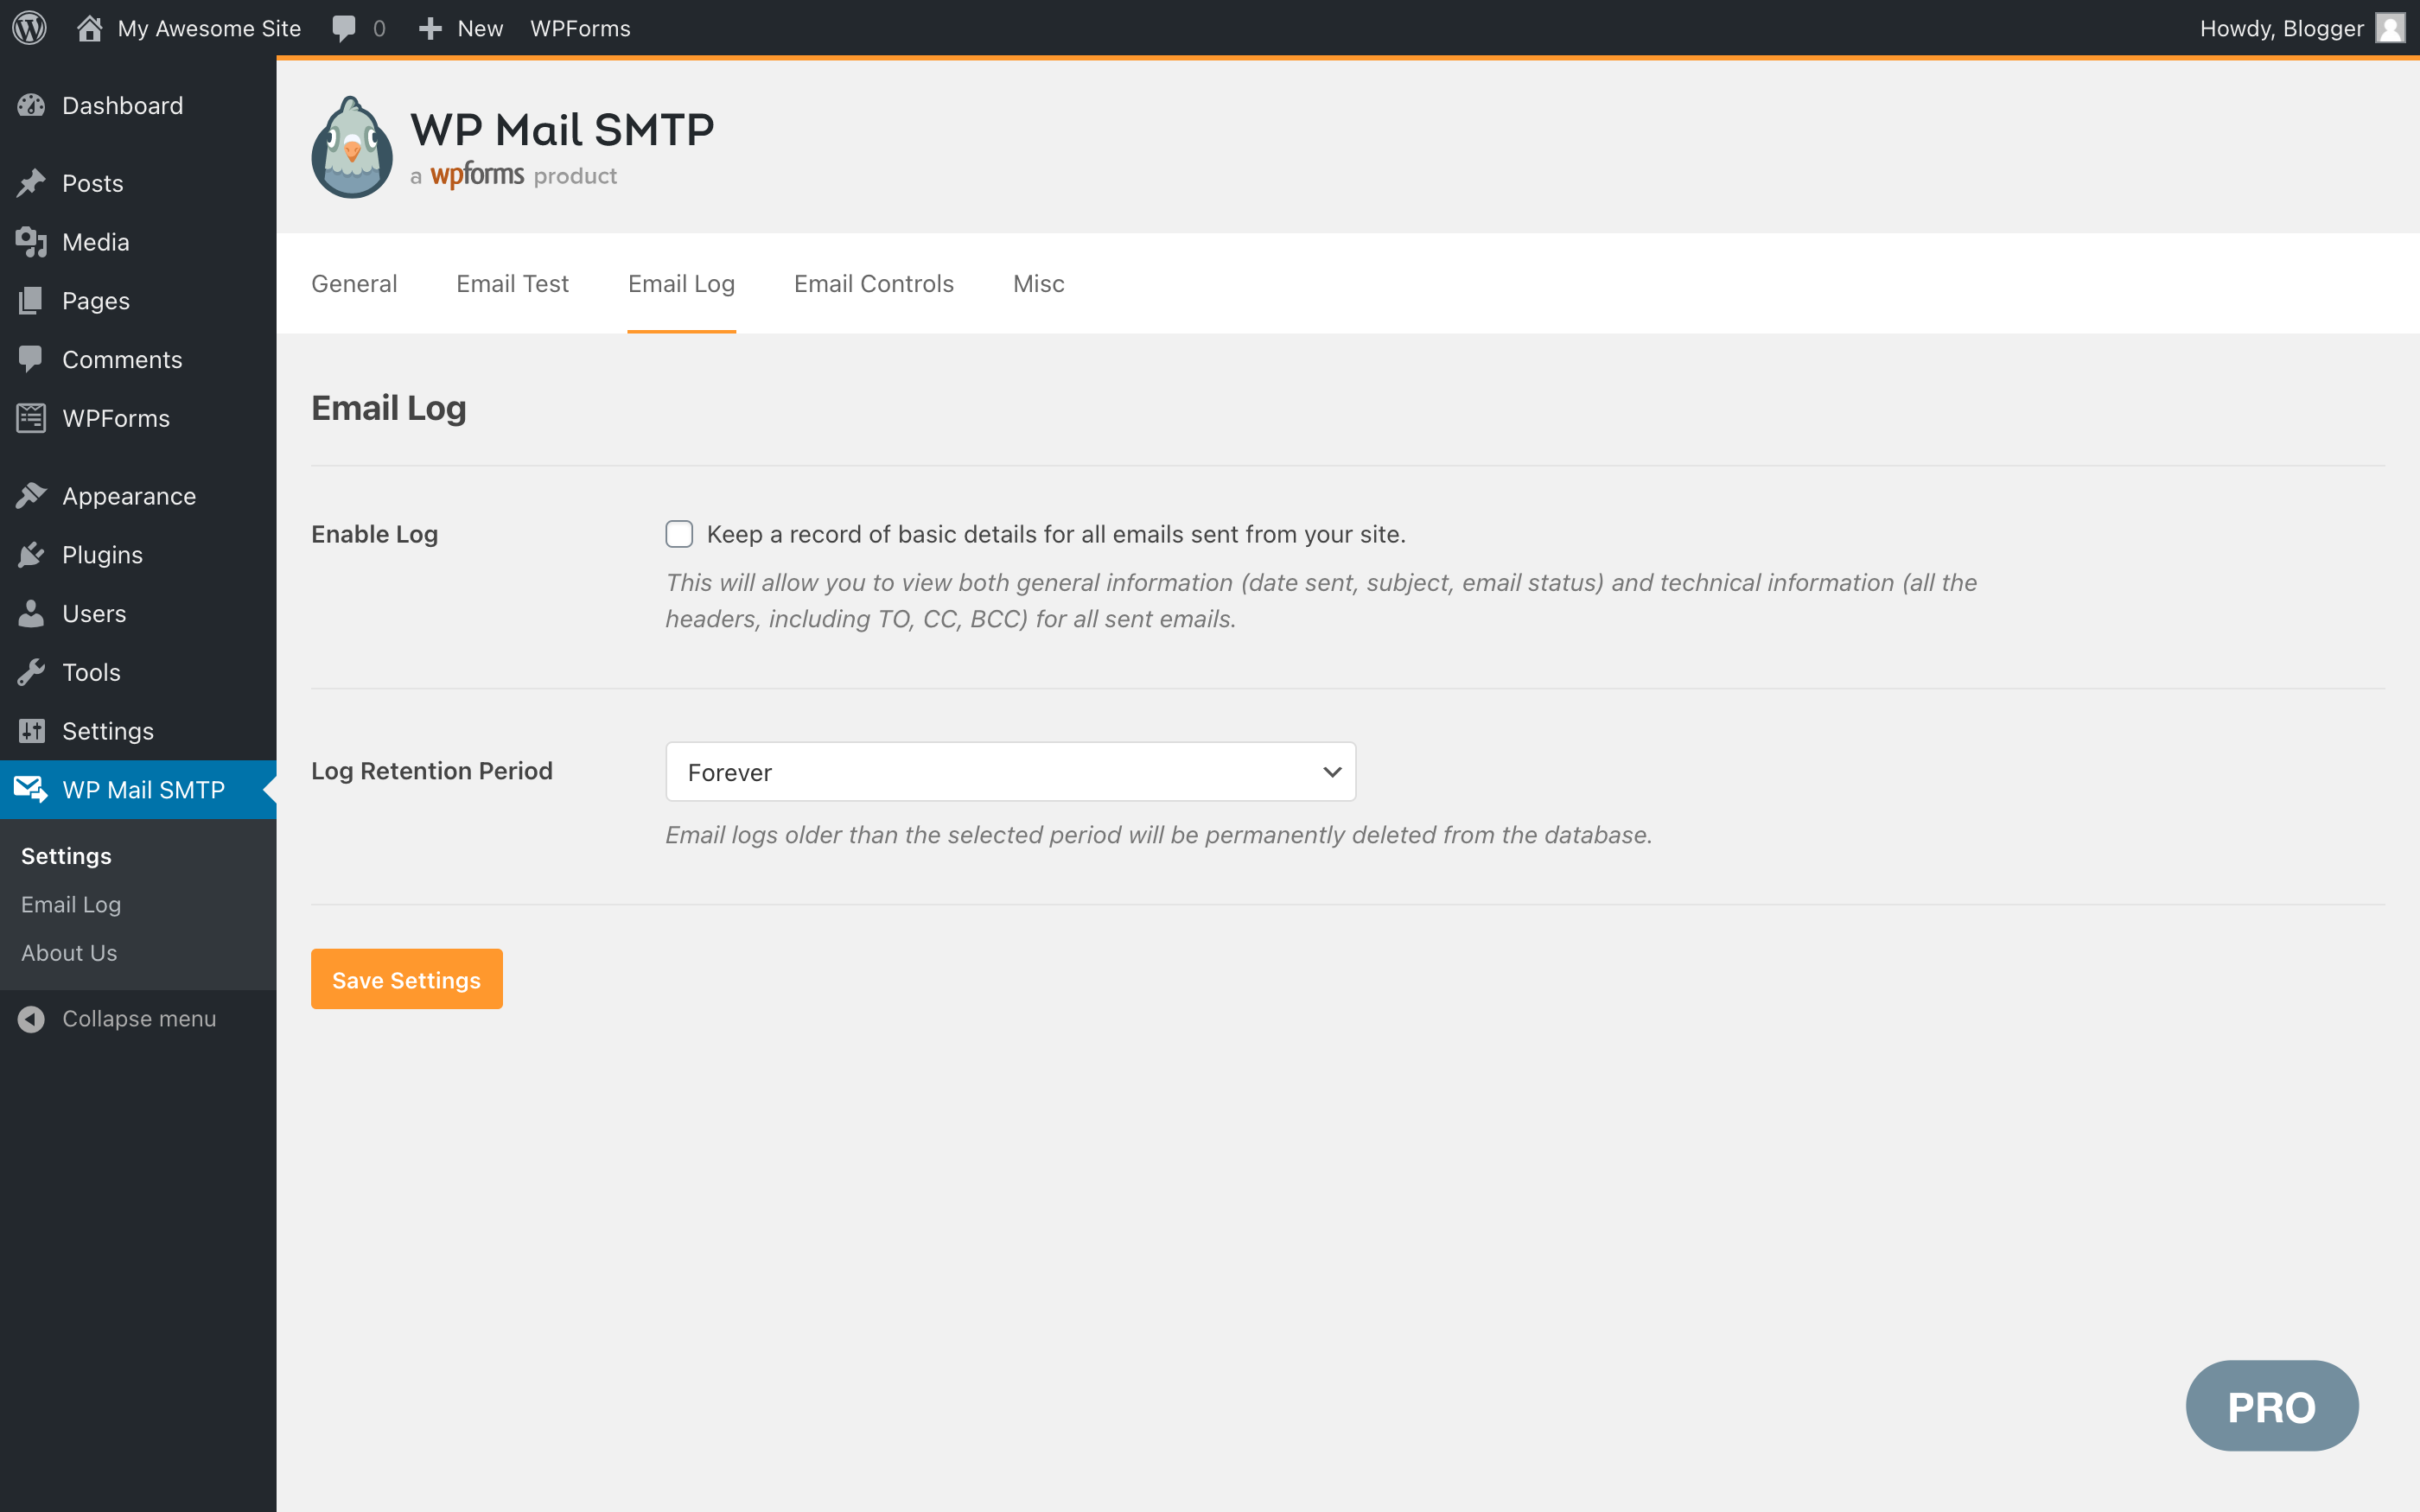 My Awesome Site
0
New
WPForms
Howdy, Blogger
Dashboard
Posts
Media
Pages
Comments
WPForms
Appearance
Plugins
Users
Tools
Settings
WP Mail SMTP
Settings
Email Log
About Us
Collapse menu
WP Mail SMTP
a wpforms product
General
Email Test
Email Log
Email Controls
Misc
Email Log
Enable Log
Keep a record of basic details for all emails sent from your site.
This will allow you to view both general information (date sent, subject, email status) and technical information (all the
headers, including TO, CC, BCC) for all sent emails.
Log Retention Period
Forever
Email logs older than the selected period will be permanently deleted from the database.
Save Settings
PRO